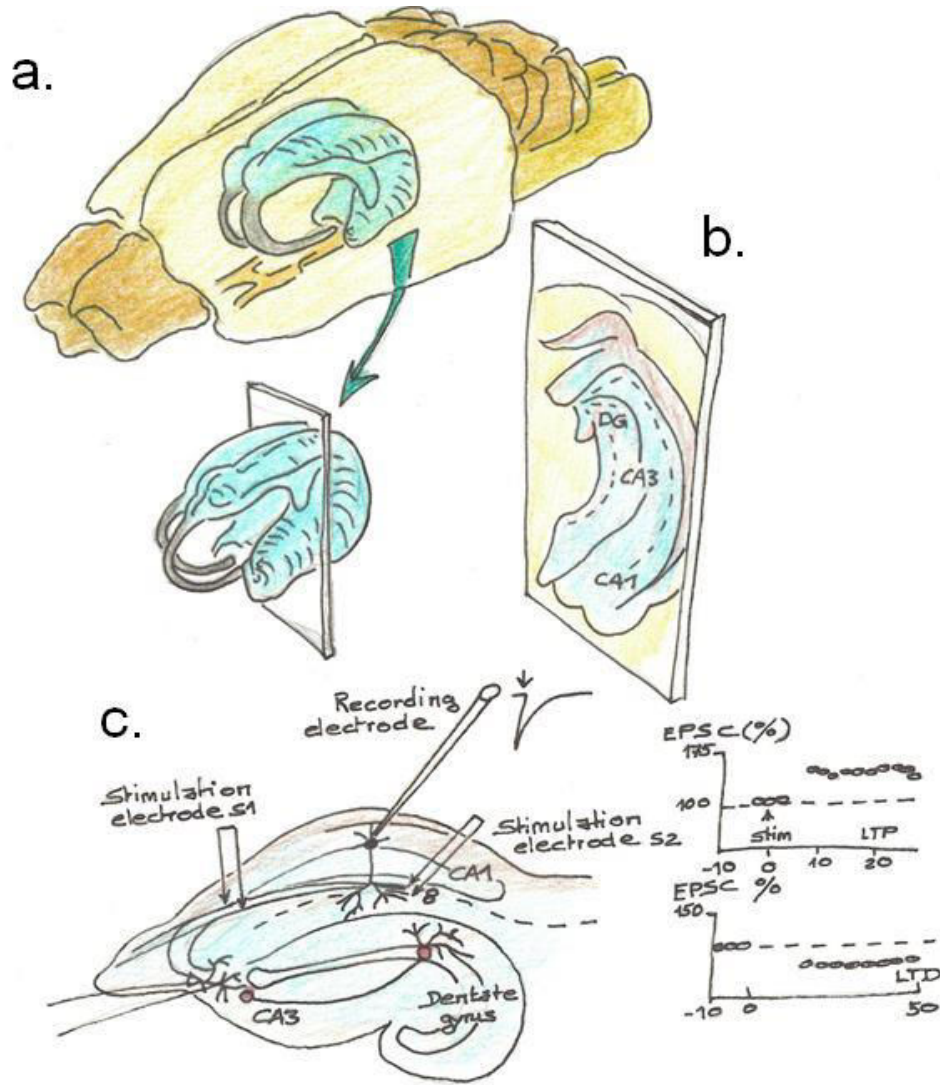 a.
b.
DG
CA3
CA1
c.
Recording
electrode
Stimulation
electrode S1
Stimulation
electrode S2
CA1
CA3
Dentate
gyrus
EPSC (%)
175
100
Stim
LTP
-10
0
10
20
EPSC %
150
LTD
-10
0
50